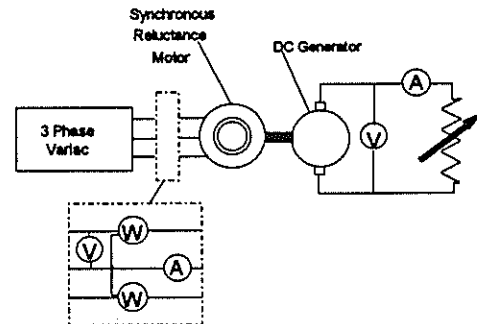 Synchronous
Reluctance
Motor
DC Generator
A
3 Phase
Variac
V
W
V
A
W